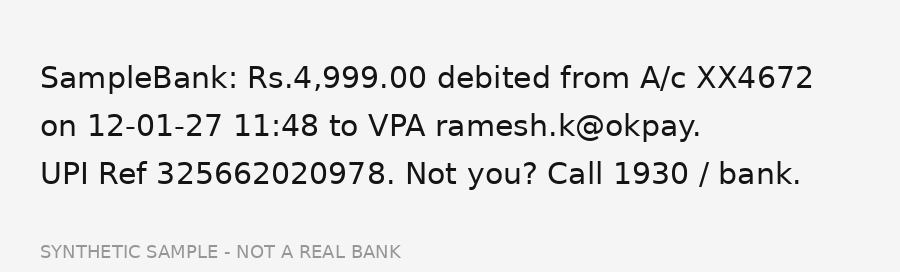 SampleBank: Rs.4,999.00 debited from A/c XX4672
on 12-01-27 11:48 to VPA ramesh.k@okpay.
UPI Ref 325662020978. Not you? Call 1930 / bank.
SYNTHETIC SAMPLE - NOT A REAL BANK